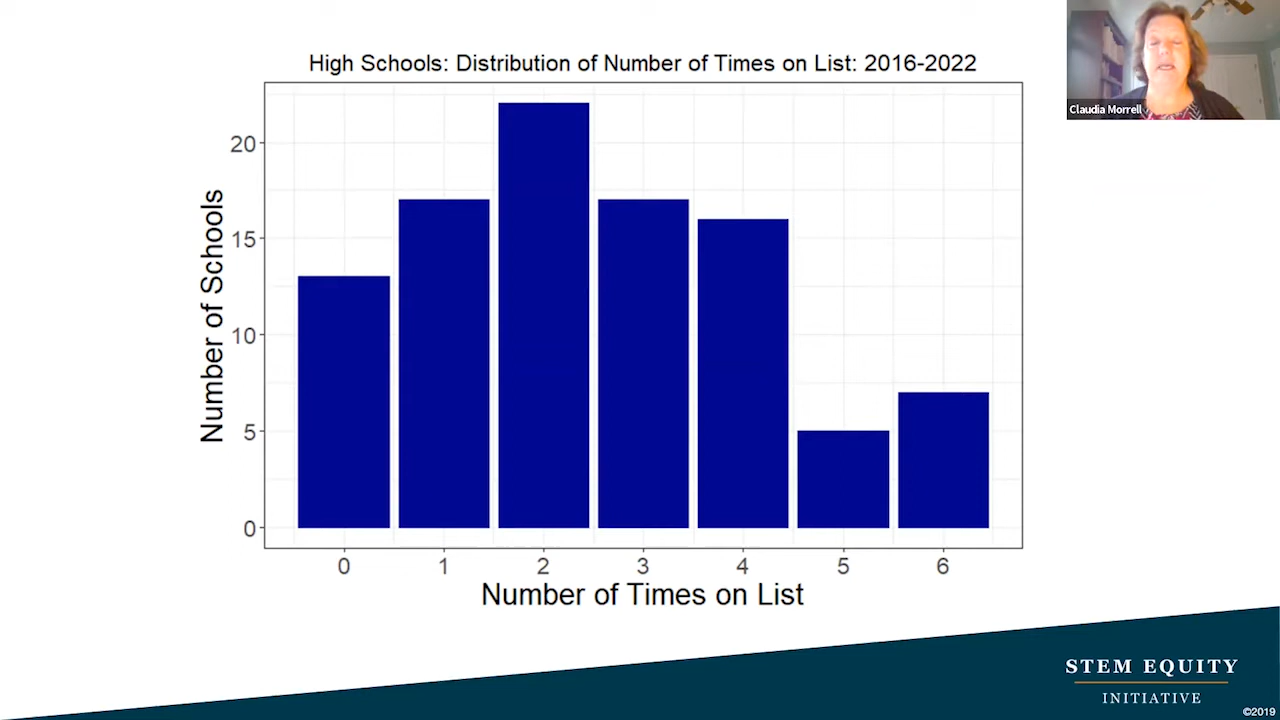 Claudia Morrell
High Schools: Distribution of Number of Times on List: 2016-2022
Number of Schools
20
15
10
5
0
0 1 2 3 4 5 6
Number of Times on List
STEM EQUITY
INITIATIVE
©2019